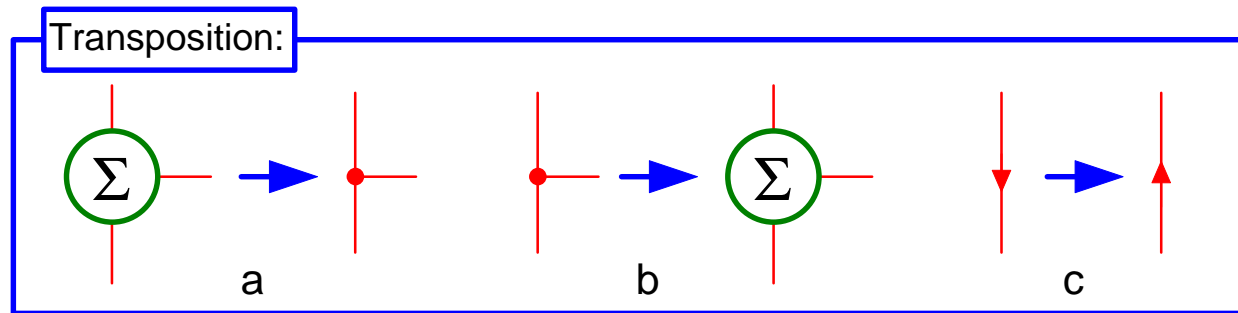 Transposition:
Σ
Σ
a
b
c